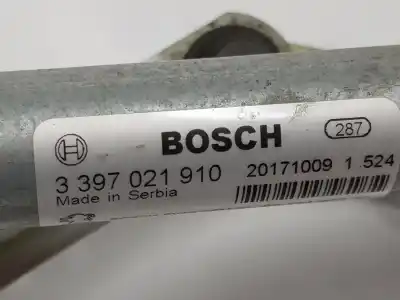 BOSCH 287
3 397 021 910 20171009 1 524
Made in Serbia